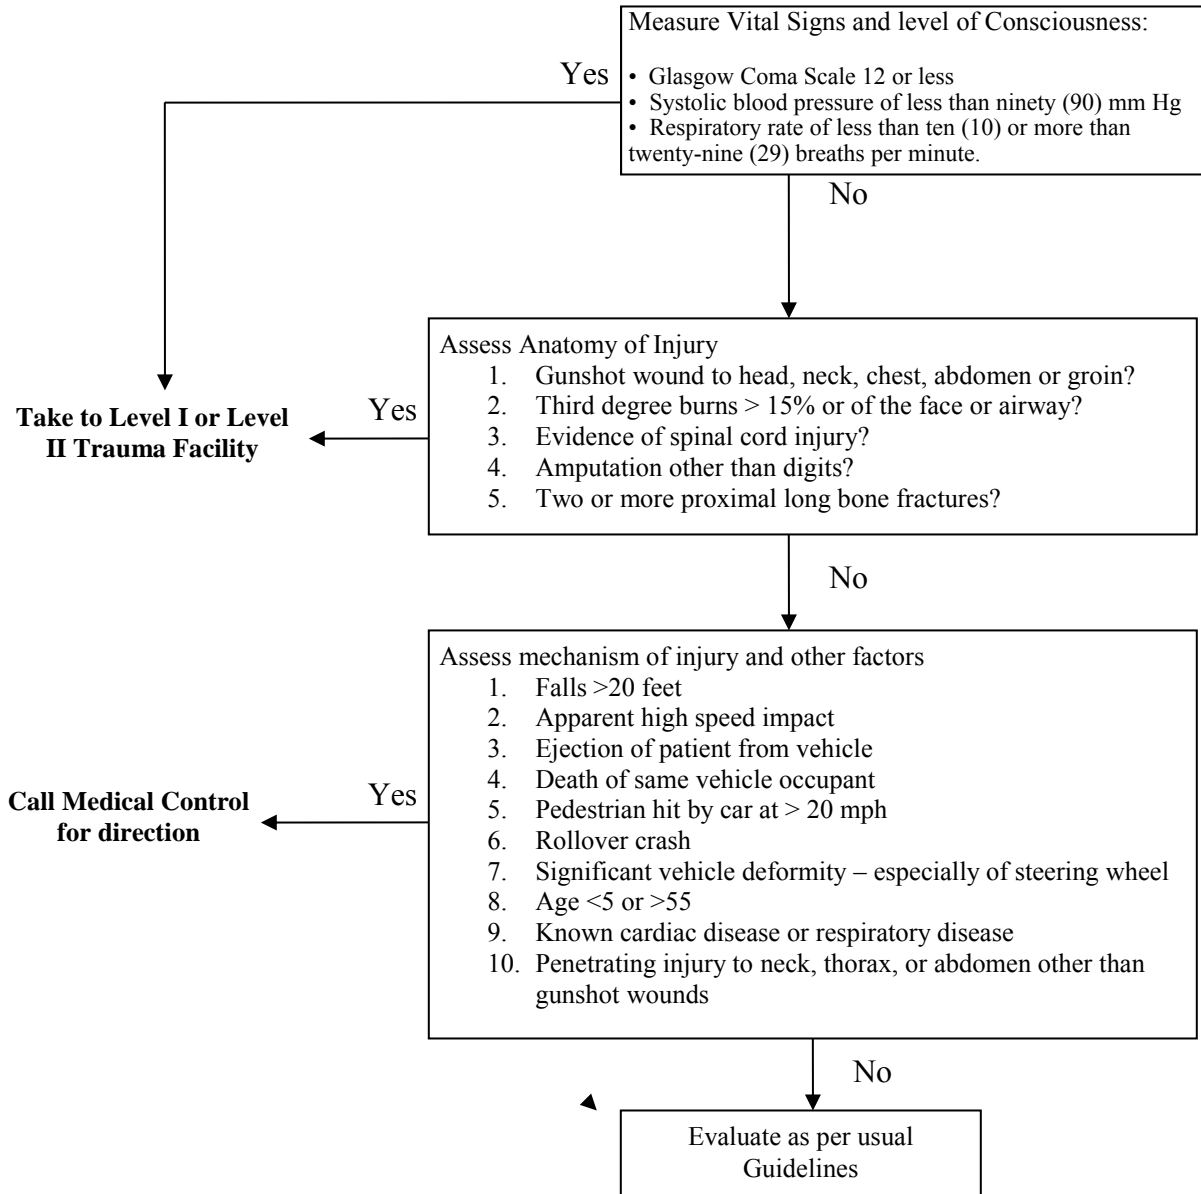 Measure Vital Signs and level of Consciousness:
Yes
• Glasgow Coma Scale 12 or less
• Systolic blood pressure of less than ninety (90) mm Hg
• Respiratory rate of less than ten (10) or more than
twenty-nine (29) breaths per minute.
No
Assess Anatomy of Injury
1. Gunshot wound to head, neck, chest, abdomen or groin?
2. Third degree burns > 15% or of the face or airway?
3. Evidence of spinal cord injury?
4. Amputation other than digits?
5. Two or more proximal long bone fractures?
Yes
Take to Level I or Level
II Trauma Facility
No
Assess mechanism of injury and other factors
1. Falls >20 feet
2. Apparent high speed impact
3. Ejection of patient from vehicle
4. Death of same vehicle occupant
5. Pedestrian hit by car at > 20 mph
6. Rollover crash
7. Significant vehicle deformity – especially of steering wheel
8. Age <5 or >55
9. Known cardiac disease or respiratory disease
10. Penetrating injury to neck, thorax, or abdomen other than
gunshot wounds
Yes
Call Medical Control
for direction
No
Evaluate as per usual
Guidelines